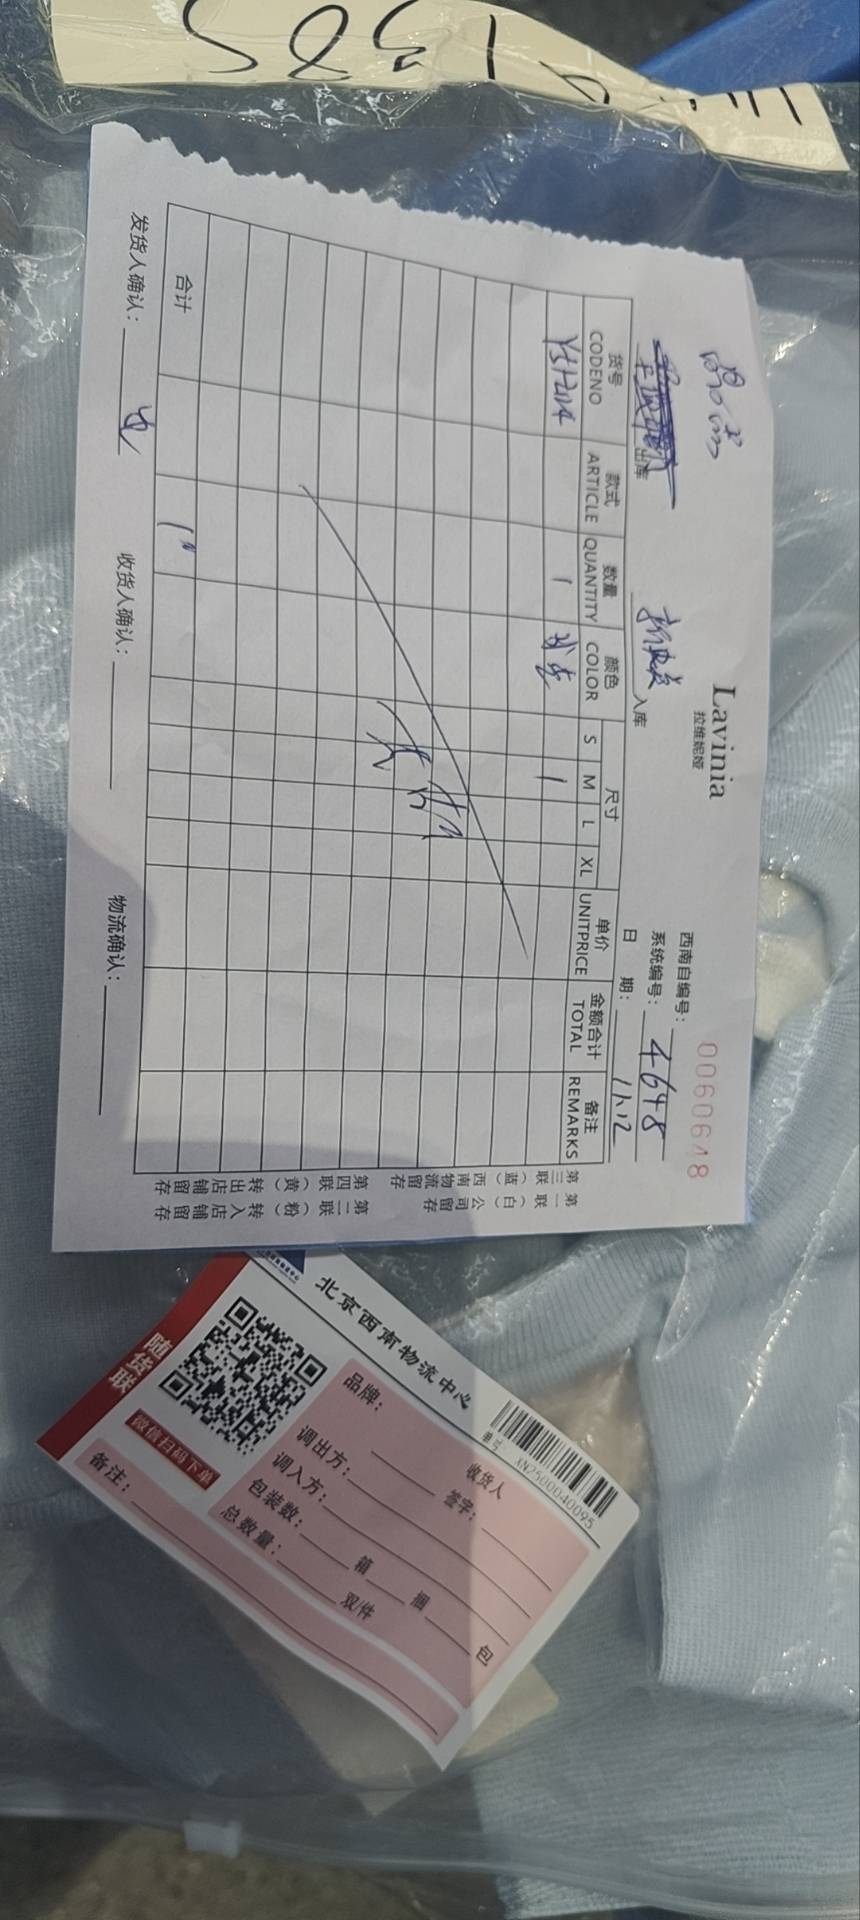 1385
Lavinia
拉维妮娅
0060648
西南自编号:
系统编号: 4648
出库
入库
日 期: 11.12
货号 款式 数量 颜色 尺寸 单价 金额合计 备注
CODENO ARTICLE QUANTITY COLOR S M L XL UNITPRICE TOTAL REMARKS
1 1
合计 1"
发货人确认: 收货人确认: 物流确认:
第一联(白)公司留存 第二联(粉)转入店铺留存
第三联(蓝)西南物流留存 第四联(黄)转出店铺留存
北京西南物流中心
单号: XN2500040095
品牌:
收货人
签字:
调出方:
调入方:
包装数: 箱 捆 包
总数量: 双/件
备注:
微信扫码下单
随货联